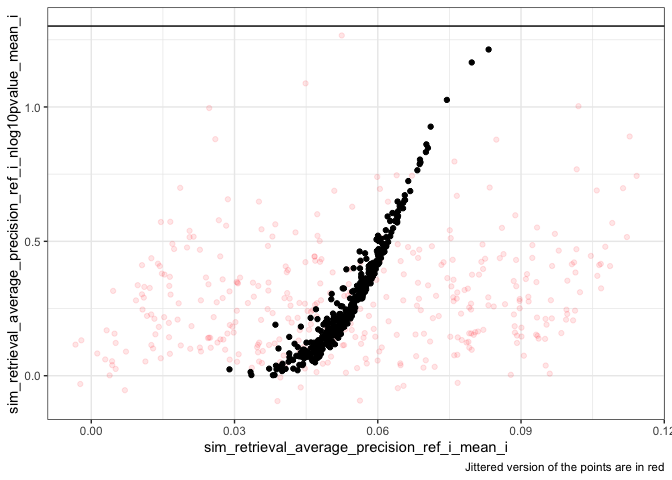 sim_retrieval_average_precision_ref_i_nlog10pvalue_mean_i
1.0
0.5
0.0
0.00
0.03
0.06
0.09
0.12
sim_retrieval_average_precision_ref_i_mean_i
Jittered version of the points are in red